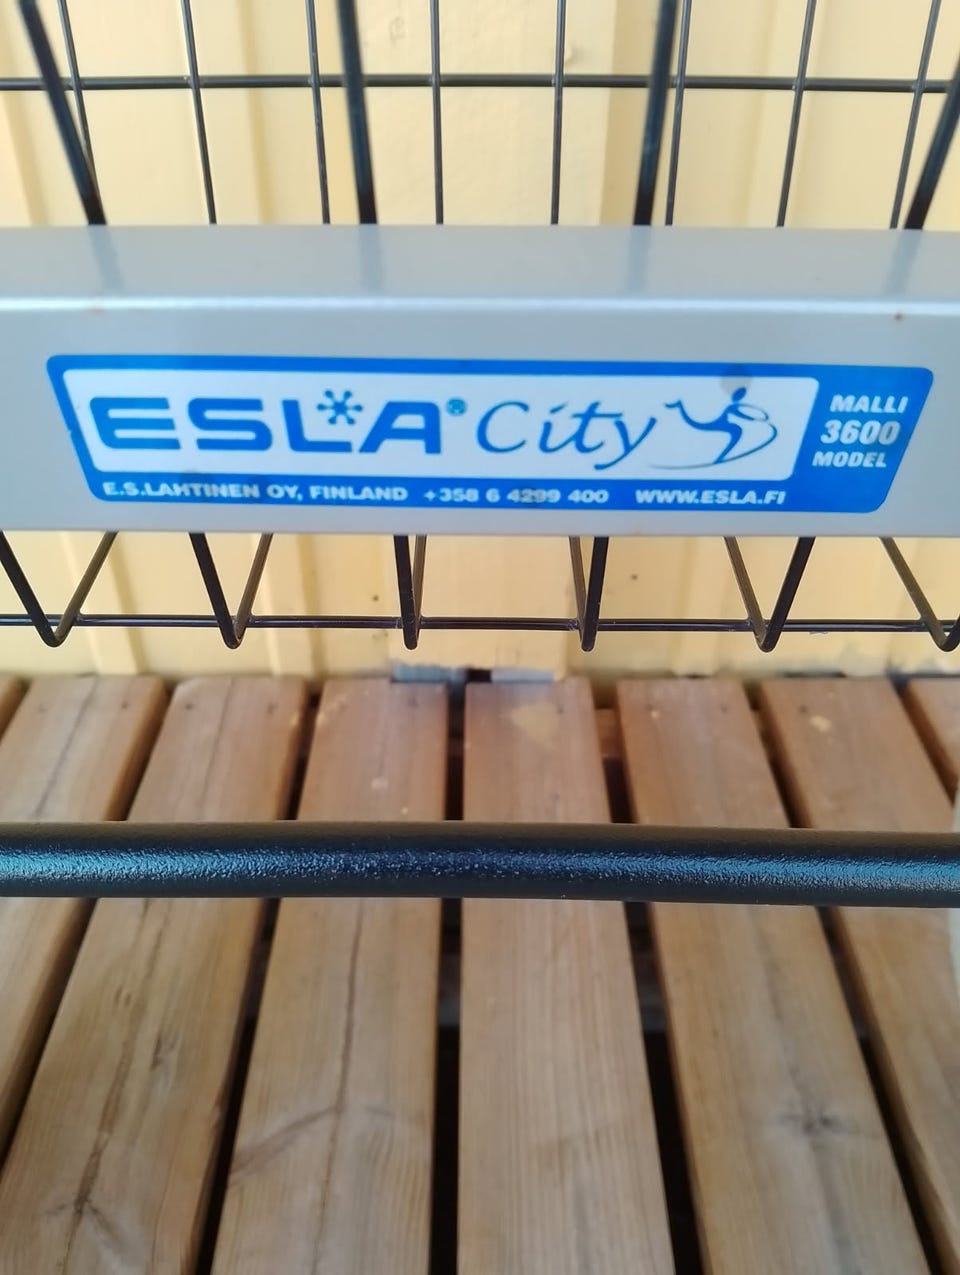 ESLA® City
MALLI
3600
MODEL
E.S.LAHTINEN OY, FINLAND +358 6 4299 400 WWW.ESLA.FI